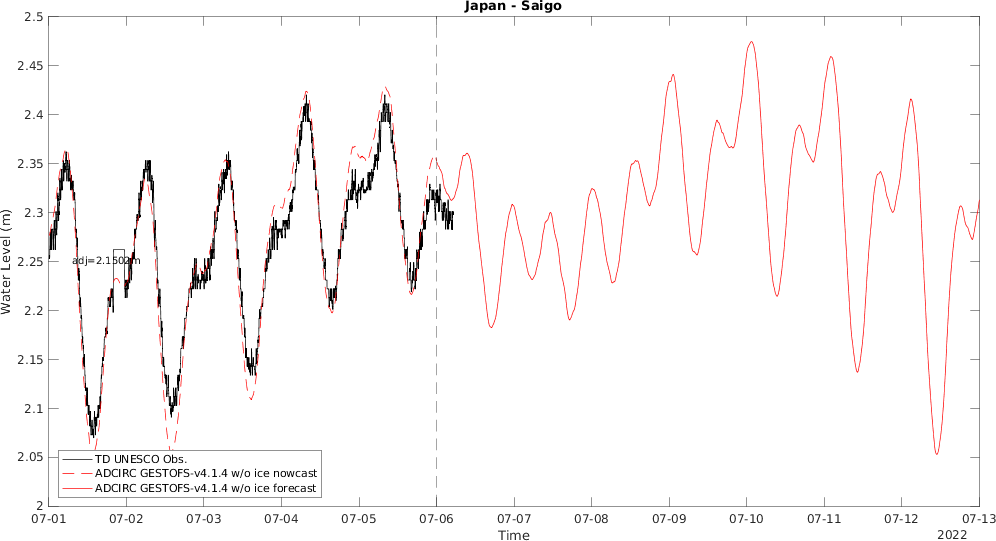 Japan - Saigo
2.5
2.45
2.4
2.35
2.3
2.25
2.2
2.15
2.1
2.05
2
Water Level (m)
adj=2.1502m
TD UNESCO Obs.
ADCIRC GESTOFS-v4.1.4 w/o ice nowcast
ADCIRC GESTOFS-v4.1.4 w/o ice forecast
07-01 07-02 07-03 07-04 07-05 07-06 07-07 07-08 07-09 07-10 07-11 07-12 07-13
Time
2022